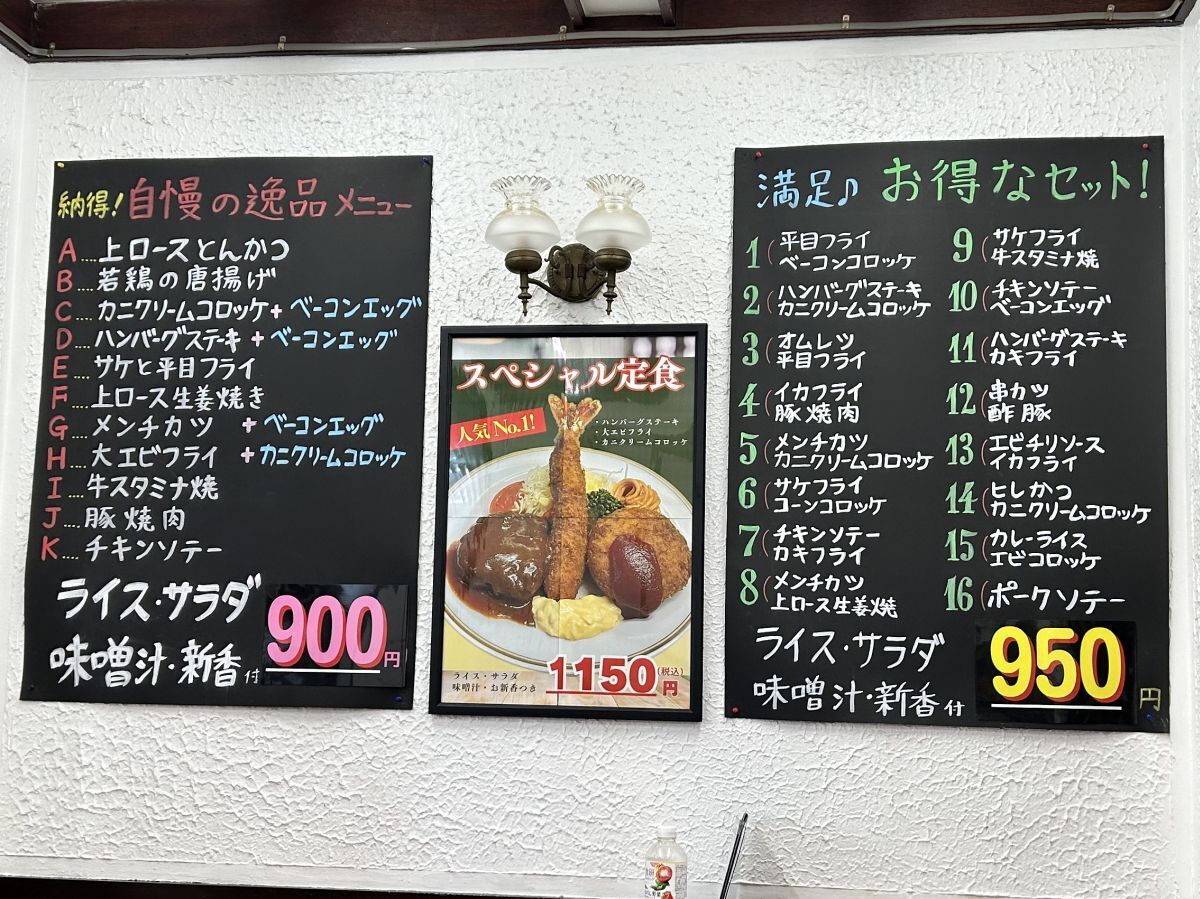 納得! 自慢の逸品メニュー
A....上ロースとんかつ
B....若鶏の唐揚げ
C....カニクリームコロッケ+ベーコンエッグ
D....ハンバーグステーキ+ベーコンエッグ
E....サケと平目フライ
F....上ロース生姜焼き
G....メンチカツ +ベーコンエッグ
H....大エビフライ +カニクリームコロッケ
I....牛スタミナ焼
J....豚焼肉
K....チキンソテー
ライス・サラダ
味噌汁・新香付
900円
スペシャル定食
人気No.1!
・ハンバーグステーキ
・大エビフライ
・カニクリームコロッケ
ライス・サラダ
味噌汁・お新香つき
1150円(税込)
満足♪ お得なセット!
1(平目フライ
ベーコンコロッケ
2(ハンバーグステーキ
カニクリームコロッケ
3(オムレツ
平目フライ
4(イカフライ
豚焼肉
5(メンチカツ
カニクリームコロッケ
6(サケフライ
コーンコロッケ
7(チキンソテー
カキフライ
8(メンチカツ
上ロース生姜焼
9(サケフライ
牛スタミナ焼
10(チキンソテー
ベーコンエッグ
11(ハンバーグステーキ
カキフライ
12(串カツ
酢豚
13(エビチリソース
イカフライ
14(ヒレかつ
カニクリームコロッケ
15(カレーライス
エビコロッケ
16(ポークソテー
ライス・サラダ
味噌汁・新香付
950円